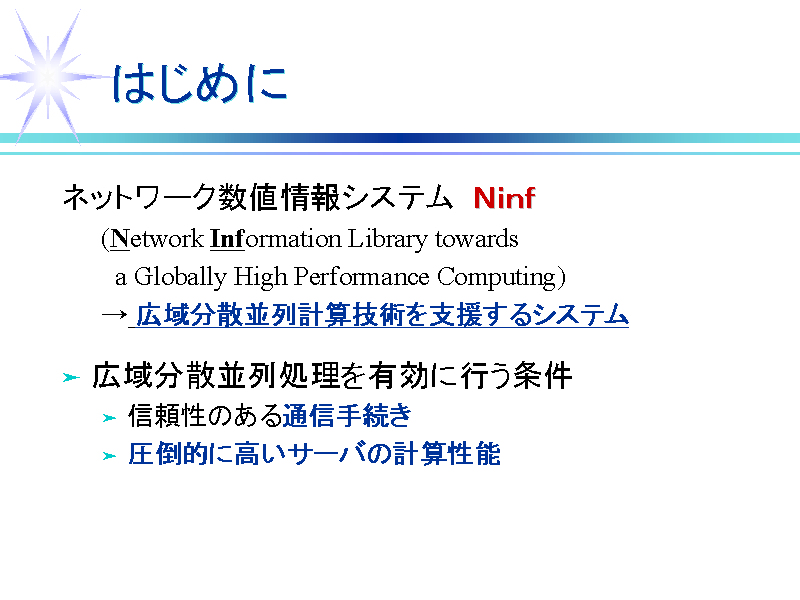 はじめに
ネットワーク数値情報システム Ninf
(Network Information Library towards
a Globally High Performance Computing)
→ 広域分散並列計算技術を支援するシステム
➣ 広域分散並列処理を有効に行う条件
➣ 信頼性のある通信手続き
➣ 圧倒的に高いサーバの計算性能